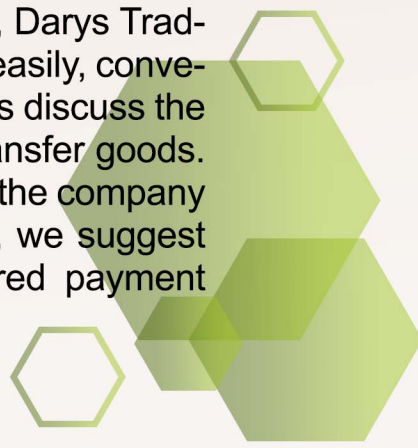 , Darys Trad-
easily, conve-
s discuss the
ansfer goods.
the company
, we suggest
red payment